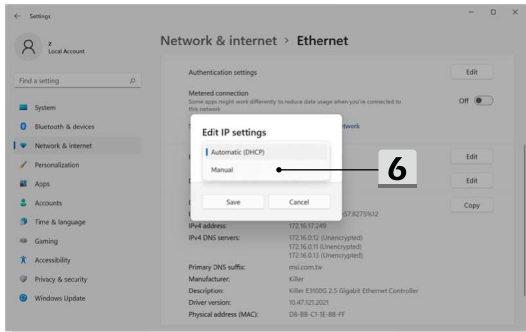 Settings
Network & internet > Ethernet
z
Local Account
Find a setting
System
Bluetooth & devices
Network & internet
Personalization
Apps
Accounts
Time & language
Gaming
Accessibility
Privacy & security
Windows Update
Authentication settings
Edit
Metered connection
Some apps might work differently to reduce data usage when you're connected to
this network
Off
Edit IP settings
Automatic (DHCP)
Manual
6
Edit
Edit
Save
Cancel
Copy
IPv4 address:
172.16.17.249
IPv4 DNS servers:
172.16.0.12 (Unencrypted)
172.16.0.11 (Unencrypted)
172.16.0.13 (Unencrypted)
Primary DNS suffix:
msi.com.tw
Manufacturer:
Killer
Description:
Killer E3100G 2.5 Gigabit Ethernet Controller
Driver version:
10.47.121.2021
Physical address (MAC):
D8-BB-C1-1E-8B-FF